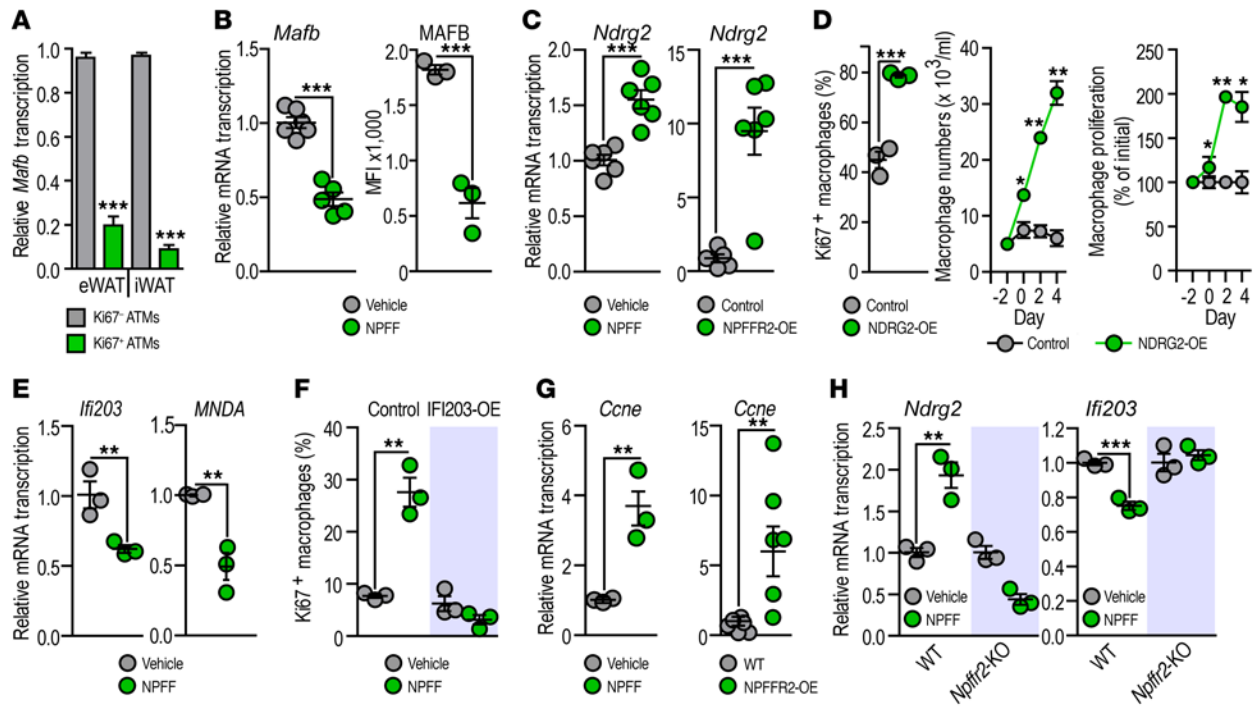 A
Relative Mafb transcription
1.0
0.8
0.6
0.4
0.2
0.0
***
***
eWAT
iWAT
Ki67− ATMs
Ki67+ ATMs
B
Mafb
Relative mRNA transcription
1.5
1.0
0.5
0.0
***
MAFB
MFI x1,000
2.0
1.5
1.0
0.5
0
***
Vehicle
NPFF
C
Ndrg2
Relative mRNA transcription
2.0
1.5
1.0
0.5
0.0
***
Vehicle
NPFF
Ndrg2
15
10
5
0
***
Control
NPFFR2-OE
D
Ki67+ macrophages (%)
80
60
40
20
0
***
Control
NDRG2-OE
Macrophage numbers (x 10³/ml)
40
30
20
10
0
*
**
**
-2 0 2 4
Day
Macrophage proliferation
(% of initial)
250
200
150
100
50
0
*
**
*
-2 0 2 4
Day
Control
NDRG2-OE
E
Ifi203
Relative mRNA transcription
1.5
1.0
0.5
0.0
**
MNDA
1.5
1.0
0.5
0.0
**
Vehicle
NPFF
F
Control
IFI203-OE
Ki67+ macrophages (%)
40
30
20
10
0
**
Vehicle
NPFF
G
Ccne
Relative mRNA transcription
6
4
2
0
**
Vehicle
NPFF
Ccne
15
10
5
0
**
WT
NPFFR2-OE
H
Ndrg2
Relative mRNA transcription
2.5
2.0
1.5
1.0
0.5
0.0
**
Vehicle
NPFF
WT
Npffr2-KO
Ifi203
1.2
1.0
0.8
0.6
0.4
0.2
0.0
***
Vehicle
NPFF
WT
Npffr2-KO